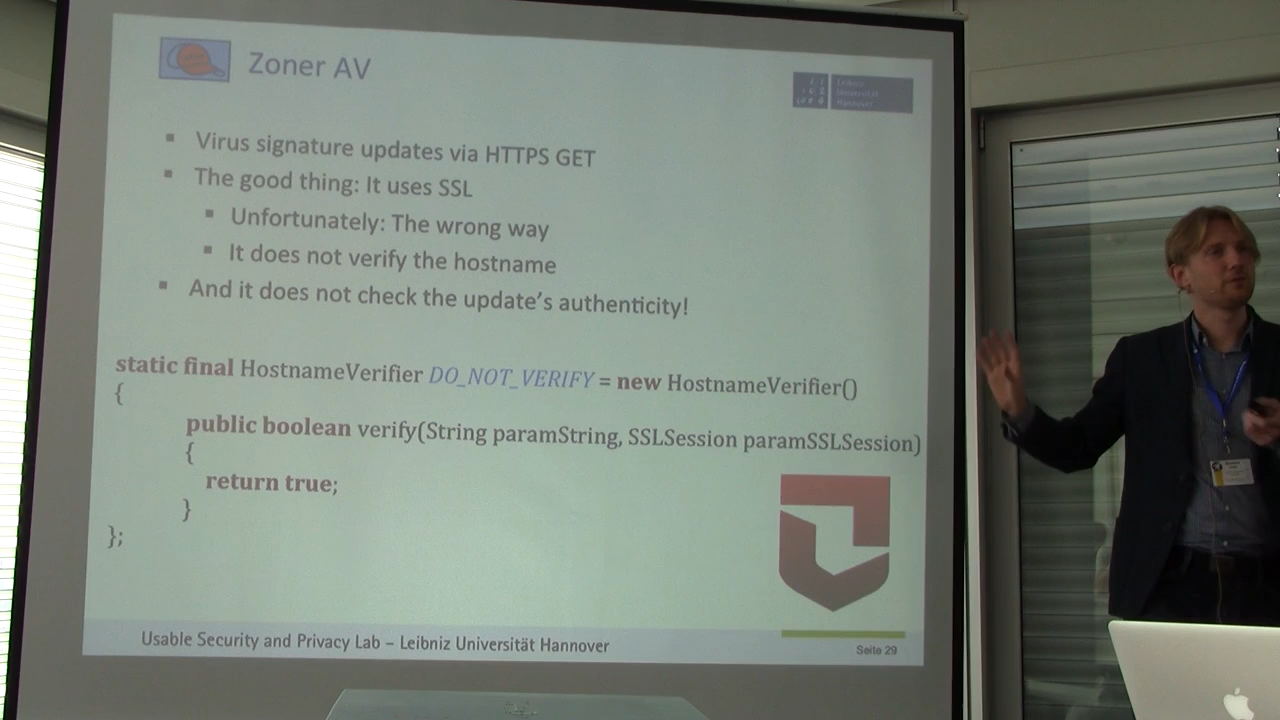 Zoner AV
Leibniz
Universität
Hannover
Virus signature updates via HTTPS GET
The good thing: It uses SSL
Unfortunately: The wrong way
It does not verify the hostname
And it does not check the update's authenticity!
static final HostnameVerifier DO_NOT_VERIFY = new HostnameVerifier()
{
public boolean verify(String paramString, SSLSession paramSSLSession)
{
return true;
}
};
Usable Security and Privacy Lab – Leibniz Universität Hannover
Seite 29